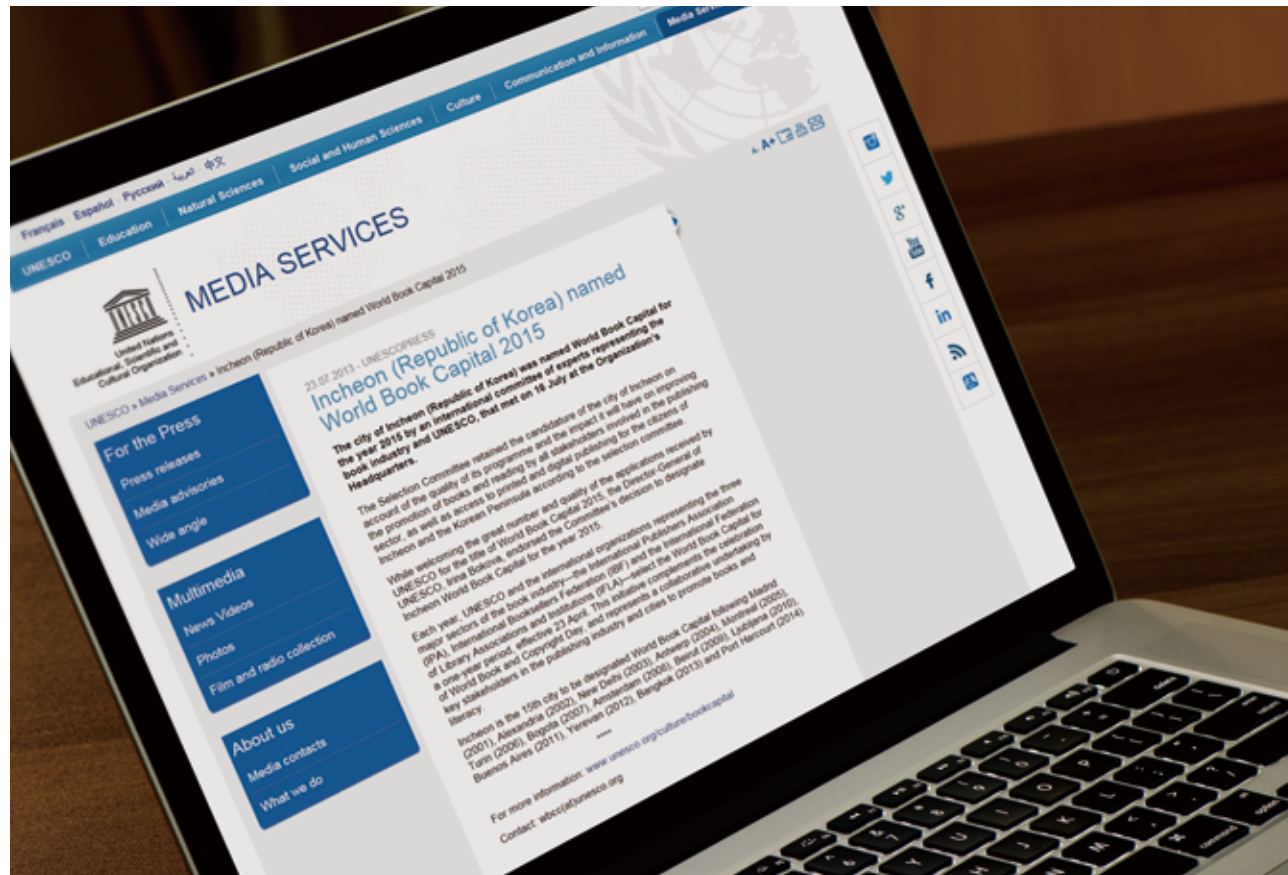 Français · Español · Русский · العربية · 中文
UNESCO Education Natural Sciences Social and Human Sciences Culture Communication and Information Media
A- A+
United Nations
Educational, Scientific and
Cultural Organization
MEDIA SERVICES
UNESCO » Media Services » Incheon (Republic of Korea) named World Book Capital 2015
For the Press
Press releases
Media advisories
Wide angle
Multimedia
News Videos
Photos
Film and radio collection
About us
Media contacts
What we do
23.07.2013 - UNESCOPRESS
Incheon (Republic of Korea) named
World Book Capital 2015
The city of Incheon (Republic of Korea) was named World Book Capital for
the year 2015 by an international committee of experts representing the
book industry and UNESCO, that met on 16 July at the Organization's
Headquarters.
The Selection Committee retained the candidature of the city of Incheon on
account of the quality of its programme and the impact it will have on improving
the promotion of books and reading by all stakeholders involved in the publishing
sector, as well as access to printed and digital publishing for the citizens of
Incheon and the Korean Peninsula according to the selection committee.
While welcoming the great number and quality of the applications received by
UNESCO for the title of World Book Capital 2015, the Director-General of
UNESCO, Irina Bokova, endorsed the Committee's decision to designate
Incheon World Book Capital for the year 2015.
Each year, UNESCO and the international organizations representing the three
major sectors of the book industry—the International Publishers Association
(IPA), International Booksellers Federation (IBF) and the International Federation
of Library Associations and Institutions (IFLA)—select the World Book Capital for
a one-year period, effective 23 April. This initiative complements the celebration
of World Book and Copyright Day, and represents a collaborative undertaking by
key stakeholders in the publishing industry and cities to promote books and
literacy.
Incheon is the 15th city to be designated World Book Capital following Madrid
(2001), Alexandria (2002), New Delhi (2003), Antwerp (2004), Montreal (2005),
Turin (2006), Bogota (2007), Amsterdam (2008), Beirut (2009), Ljubljana (2010),
Buenos Aires (2011), Yerevan (2012), Bangkok (2013) and Port Harcourt (2014).
****
For more information: www.unesco.org/culture/bookcapital
Contact: wbcc(at)unesco.org
g+
You
Tube
f
in
delete
command
option